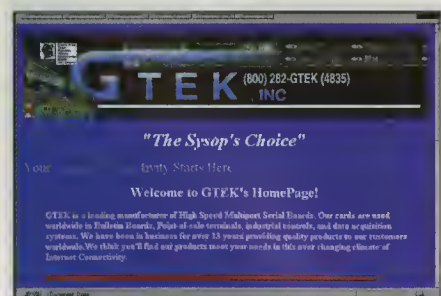 GTEK
(800) 282-GTEK (4835)
, INC
"The Sysop's Choice"
Your
tivity Starts Here
Welcome to GTEK's HomePage!
GTEK is a leading manufacturer of High Speed Multiport Serial Boards. Our cards are used
worldwide in Bulletin Boards, Point-of-sale terminals, industrial controls, and data acquisition
systems. We have been in business for over 13 years providing quality products to our customers
worldwide.We think you'll find our products meet your needs in this ever changing climate of
Internet Connectivity.